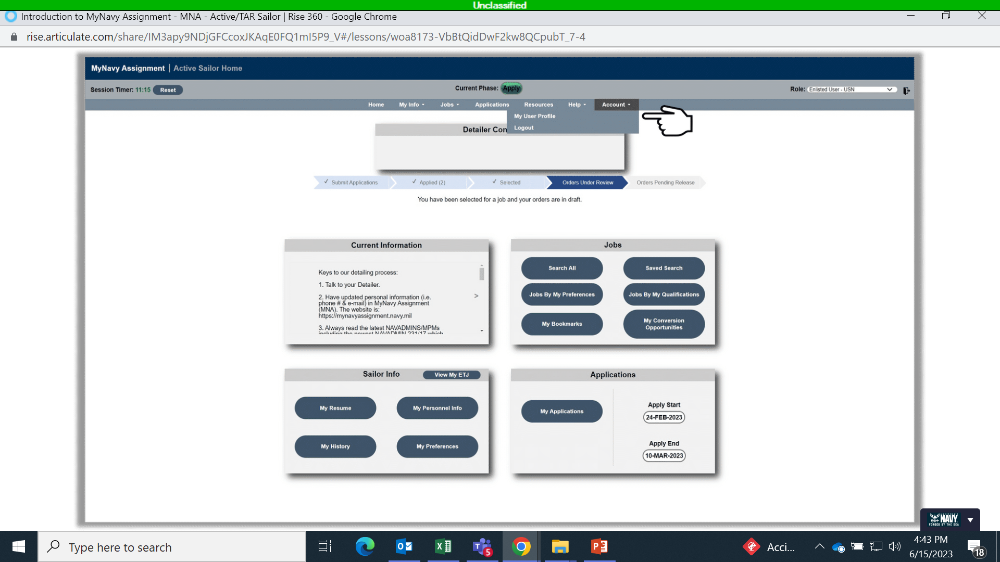 Unclassified
Introduction to MyNavy Assignment - MNA - Active/TAR Sailor | Rise 360 - Google Chrome
rise.articulate.com/share/IM3apy9NDjGFCcoxJKAqE0FQ1mI5P9_V#/lessons/woa8173-VbBtQidDwF2kw8QCpubT_7-4
MyNavy Assignment | Active Sailor Home
Session Timer: 11:15 Reset
Current Phase: Apply
Role: Enlisted User - USN
Home My Info Jobs Applications Resources Help Account
My User Profile
Logout
Detailer Con
✓ Submit Applications ✓ Applied (2) ✓ Selected Orders Under Review Orders Pending Release
You have been selected for a job and your orders are in draft.
Current Information
Keys to our detailing process:
1. Talk to your Detailer.
2. Have updated personal information (i.e.
phone # & e-mail) in MyNavy Assignment
(MNA). The website is:
https://mynavyassignment.navy.mil
3. Always read the latest NAVADMINS/MPMs
including the newest NAVADMIN 231/17 which
>
Jobs
Search All Saved Search
Jobs By My Preferences Jobs By My Qualifications
My Bookmarks My Conversion
Opportunities
Sailor Info View My ETJ
My Resume My Personnel Info
My History My Preferences
Applications
My Applications
Apply Start
24-FEB-2023
Apply End
10-MAR-2023
AMERICA'S
NAVY
FORGED BY THE SEA
Type here to search
5
Acci...
4:43 PM
6/15/2023
18